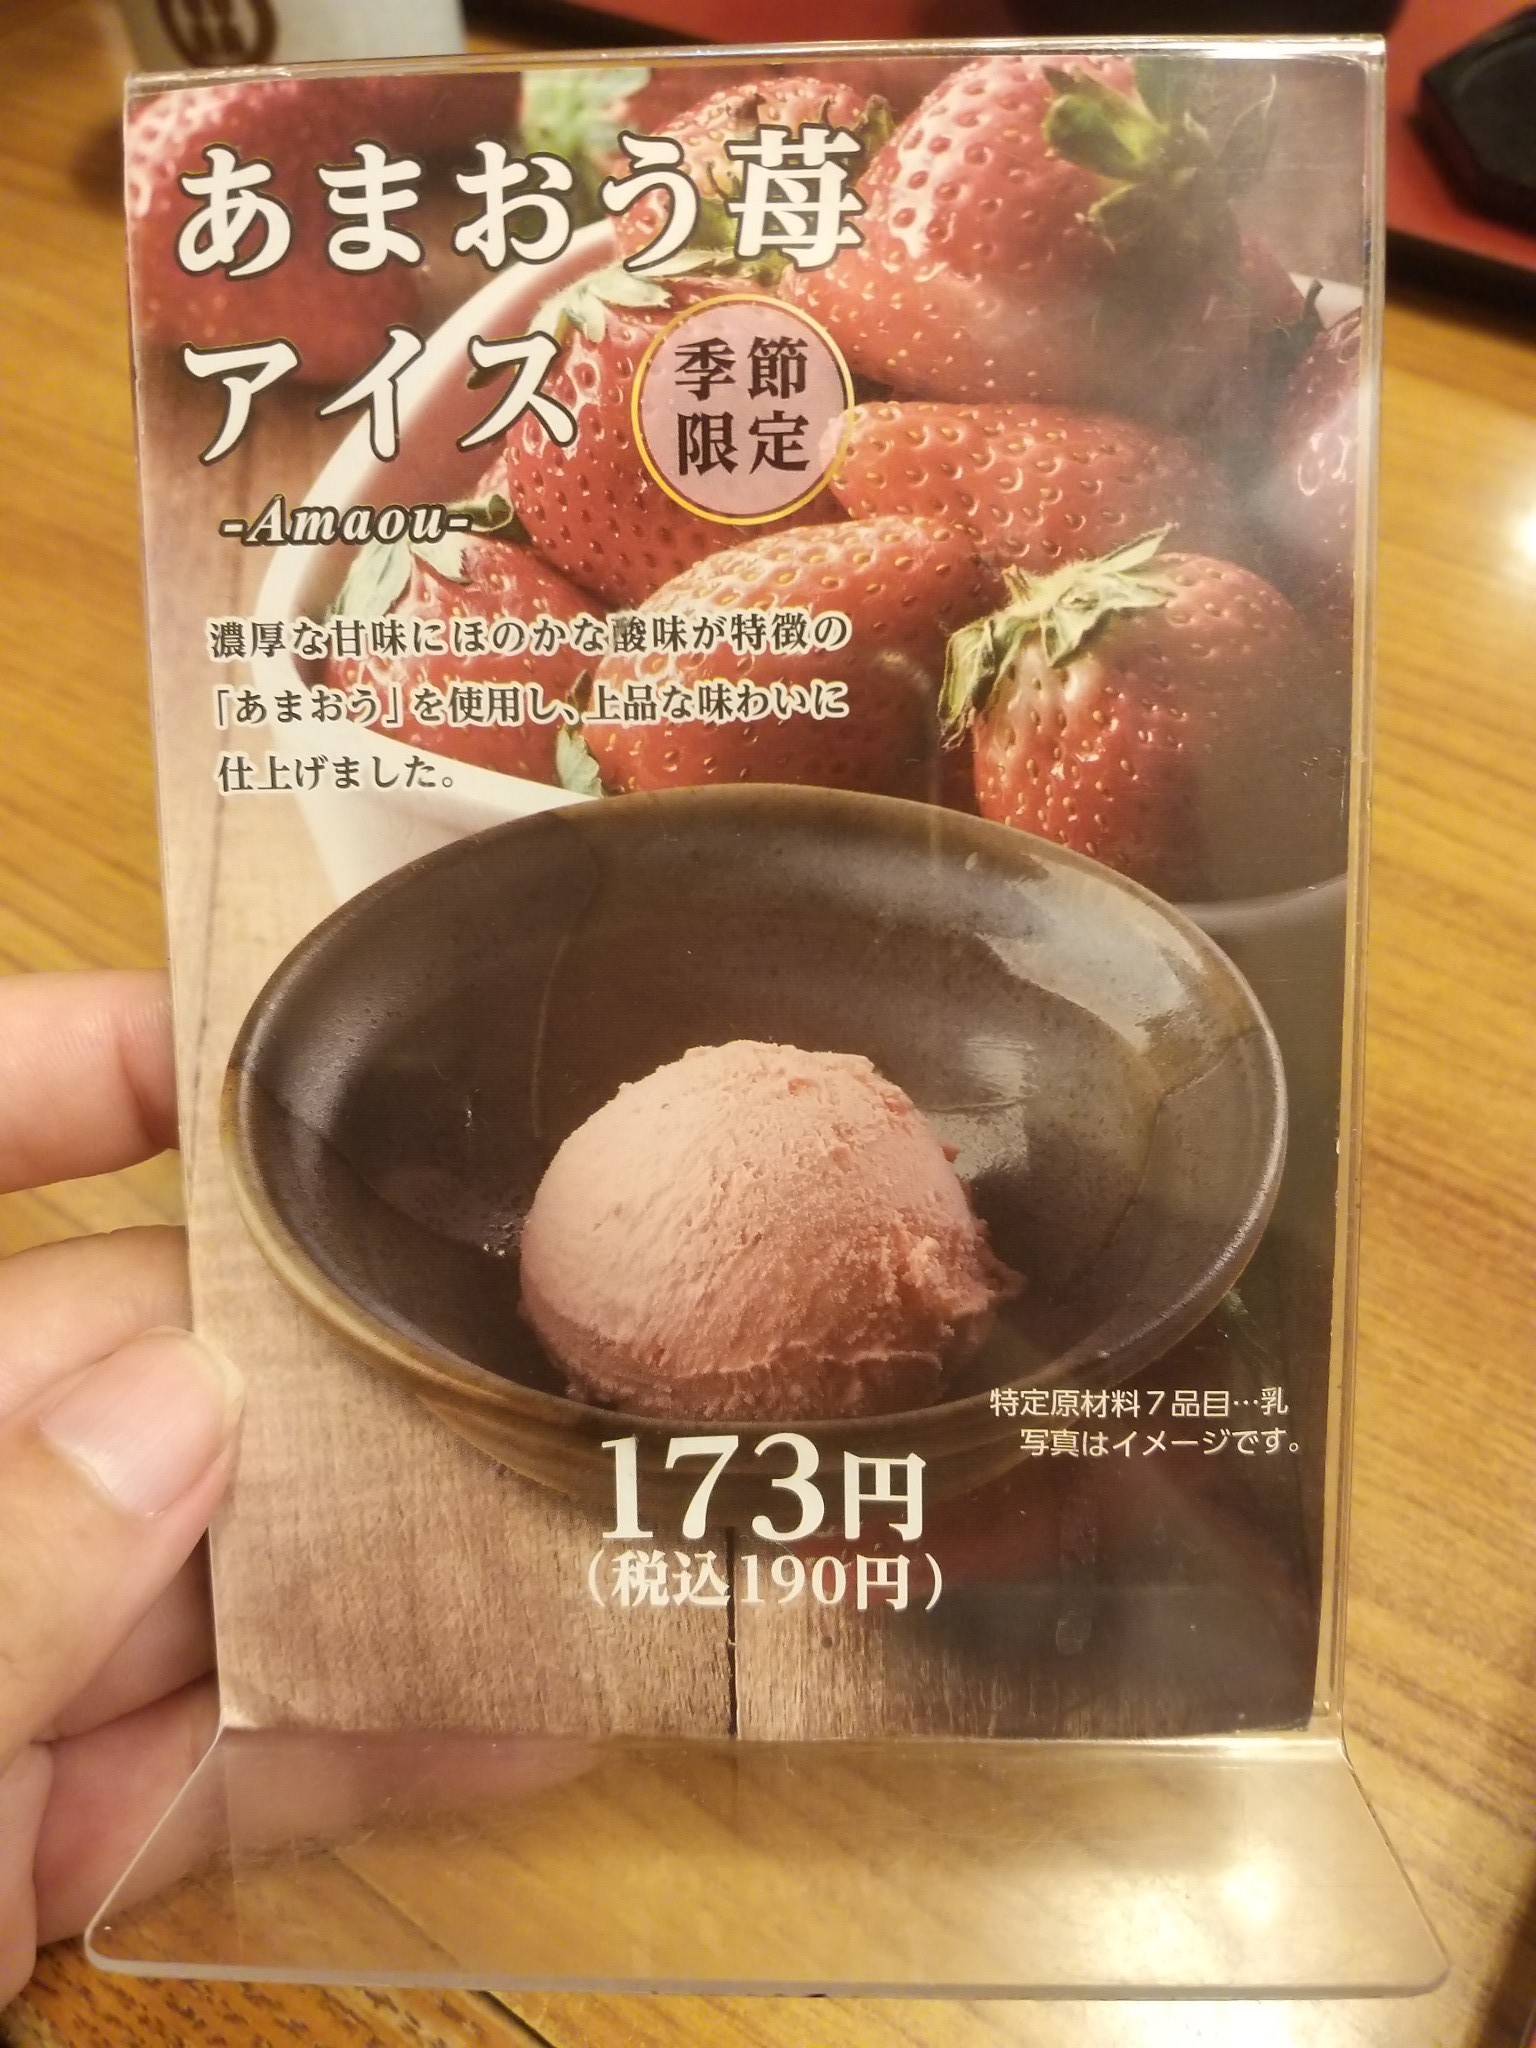 あまおう苺
アイス
季節
限定
-Amaou-
濃厚な甘味にほのかな酸味が特徴の
「あまおう」を使用し、上品な味わいに
仕上げました。
特定原材料7品目…乳
写真はイメージです。
173円
(税込190円)